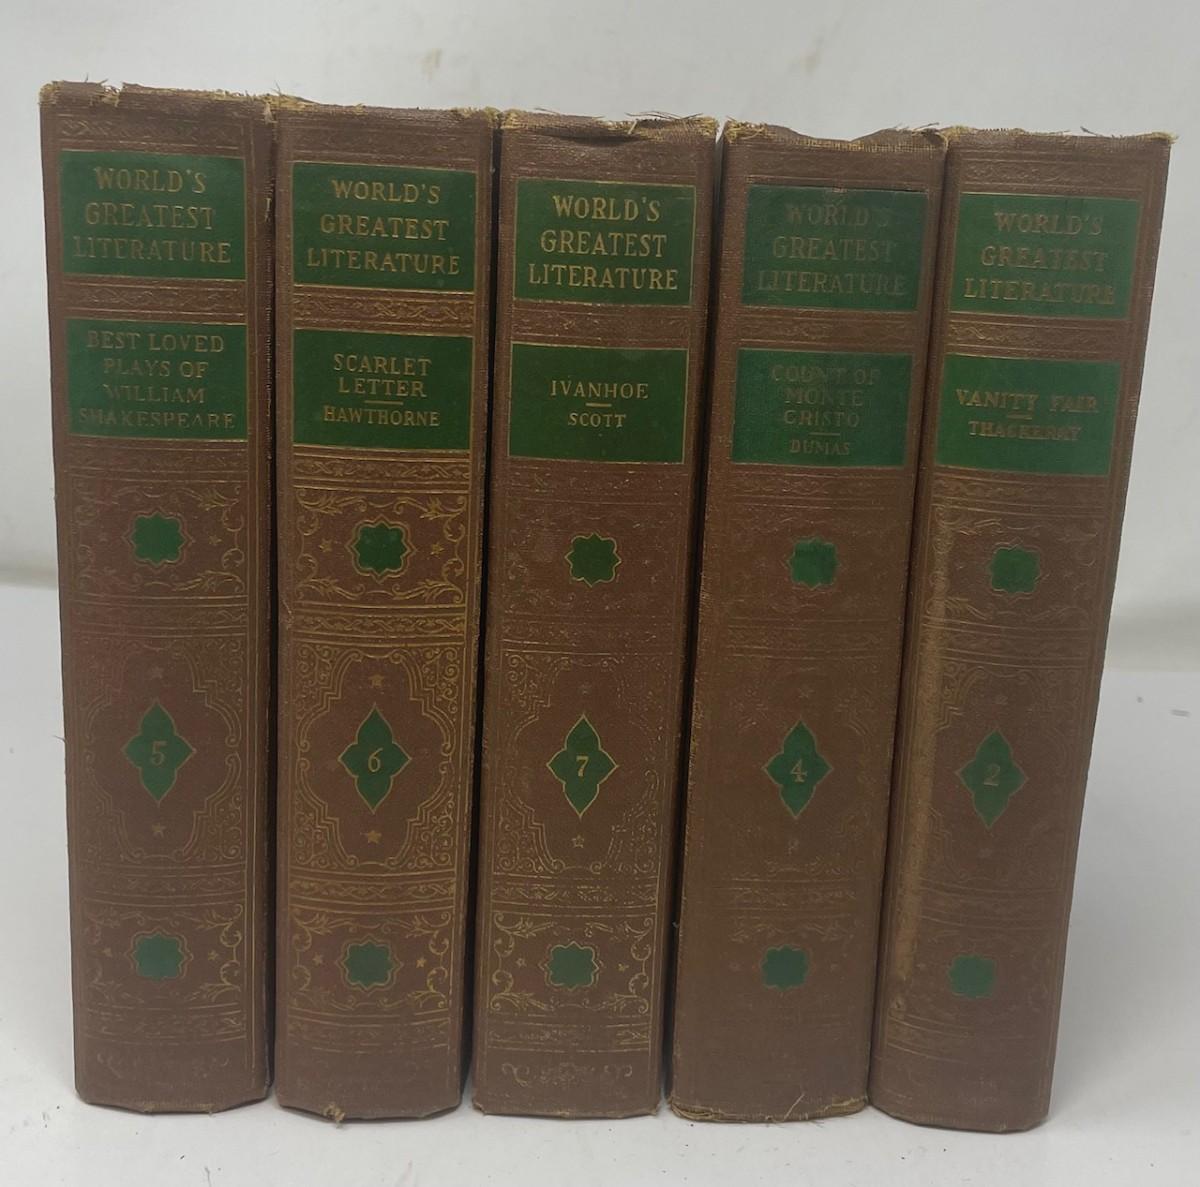 WORLD'S
GREATEST
LITERATURE
BEST LOVED
PLAYS OF
WILLIAM
SHAKESPEARE
5
WORLD'S
GREATEST
LITERATURE
SCARLET
LETTER
HAWTHORNE
6
WORLD'S
GREATEST
LITERATURE
IVANHOE
SCOTT
7
WORLD'S
GREATEST
LITERATURE
COUNT OF
MONTE
CRISTO
DUMAS
4
WORLD'S
GREATEST
LITERATURE
VANITY FAIR
THACKERAY
2